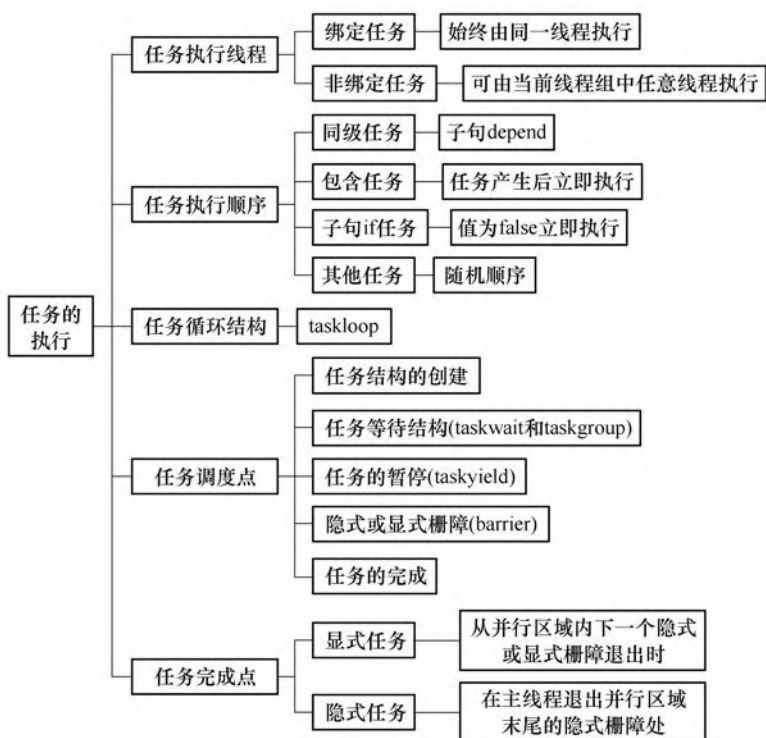 绑定任务
始终由同一线程执行
任务执行线程
非绑定任务
可由当前线程组中任意线程执行
同级任务
子句depend
包含任务
任务产生后立即执行
任务执行顺序
子句if任务
值为false立即执行
其他任务
随机顺序
任务的
执行
任务循环结构
taskloop
任务结构的创建
任务等待结构(taskwait和taskgroup)
任务调度点
任务的暂停(taskyield)
隐式或显式栅障(barrier)
任务的完成
显式任务
从并行区域内下一个隐式
或显式栅障退出时
任务完成点
隐式任务
在主线程退出并行区域
末尾的隐式栅障处